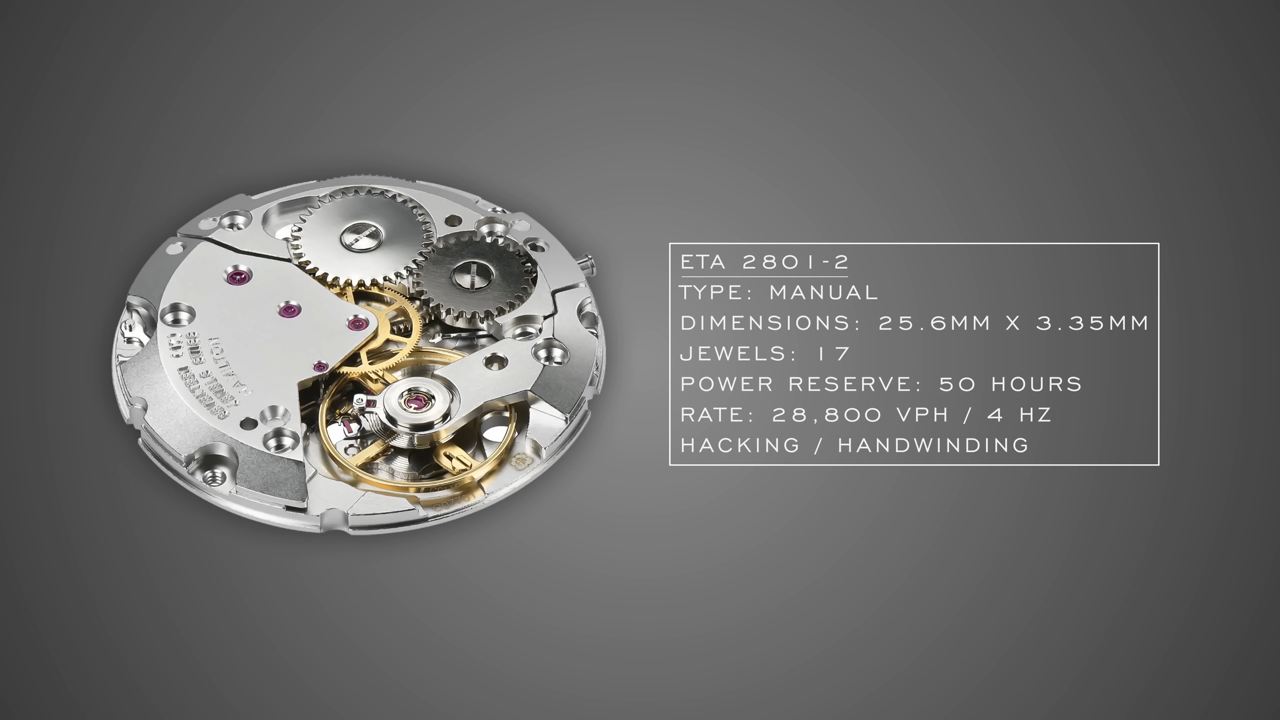 ETA 2801-2
TYPE: MANUAL
DIMENSIONS: 25.6MM X 3.35MM
JEWELS: 17
POWER RESERVE: 50 HOURS
RATE: 28,800 VPH / 4 HZ
HACKING / HANDWINDING